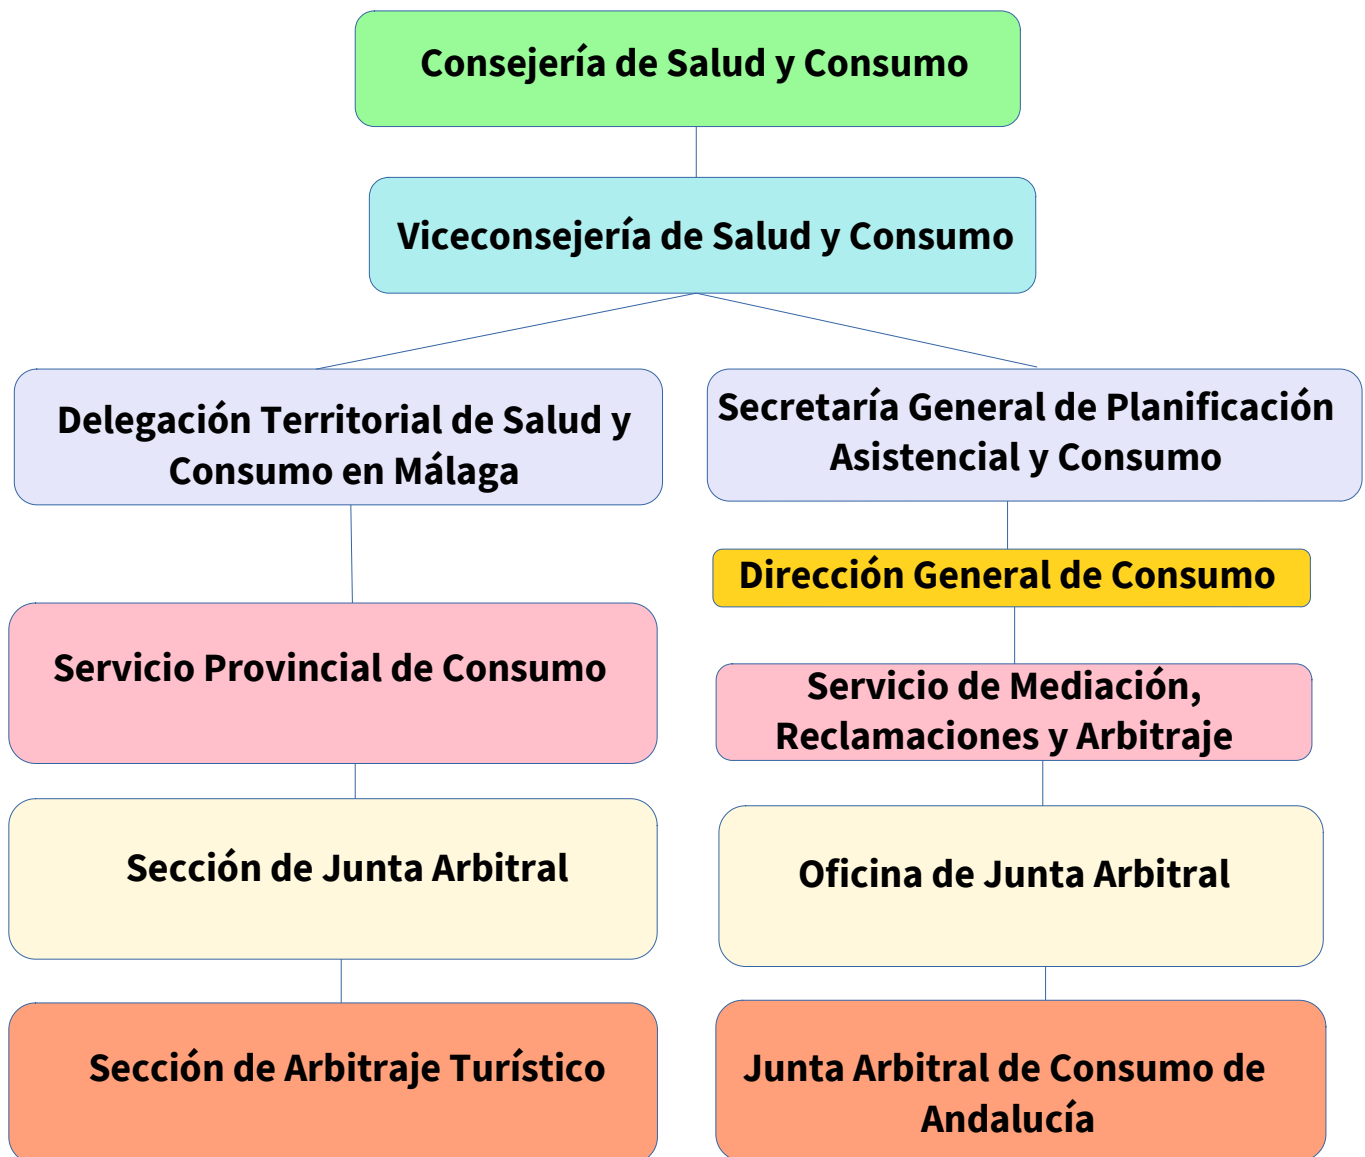 Consejería de Salud y Consumo
Viceconsejería de Salud y Consumo
Delegación Territorial de Salud y
Consumo en Málaga
Secretaría General de Planificación
Asistencial y Consumo
Dirección General de Consumo
Servicio Provincial de Consumo
Servicio de Mediación,
Reclamaciones y Arbitraje
Sección de Junta Arbitral
Oficina de Junta Arbitral
Sección de Arbitraje Turístico
Junta Arbitral de Consumo de
Andalucía